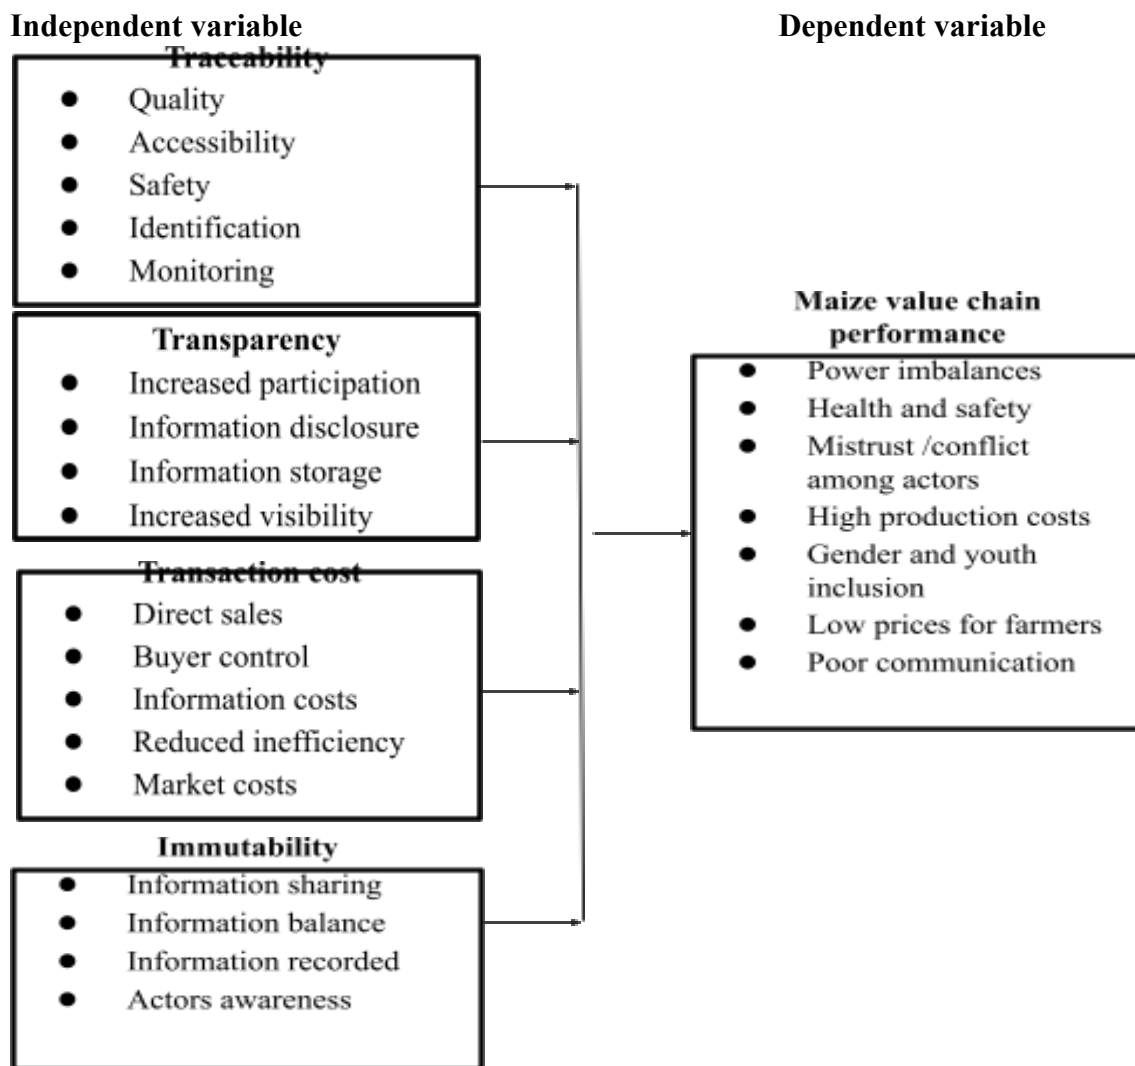 Independent variable
Dependent variable
Traceability
● Quality
● Accessibility
● Safety
● Identification
● Monitoring
Transparency
● Increased participation
● Information disclosure
● Information storage
● Increased visibility
Transaction cost
● Direct sales
● Buyer control
● Information costs
● Reduced inefficiency
● Market costs
Immutability
● Information sharing
● Information balance
● Information recorded
● Actors awareness
Maize value chain
performance
● Power imbalances
● Health and safety
● Mistrust /conflict
among actors
● High production costs
● Gender and youth
inclusion
● Low prices for farmers
● Poor communication